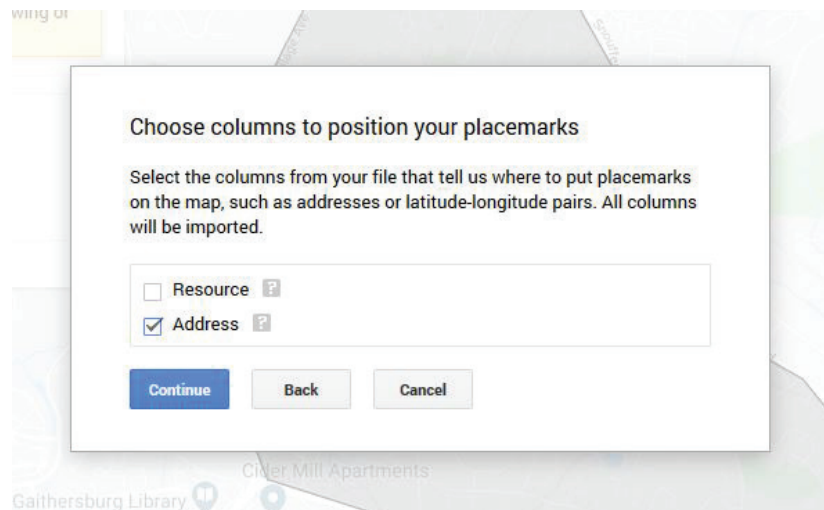 wing or
Choose columns to position your placemarks
Select the columns from your file that tell us where to put placemarks
on the map, such as addresses or latitude-longitude pairs. All columns
will be imported.
Resource ?
Address ?
Continue Back Cancel
Cider Mill Apartments
Gaithersburg Library